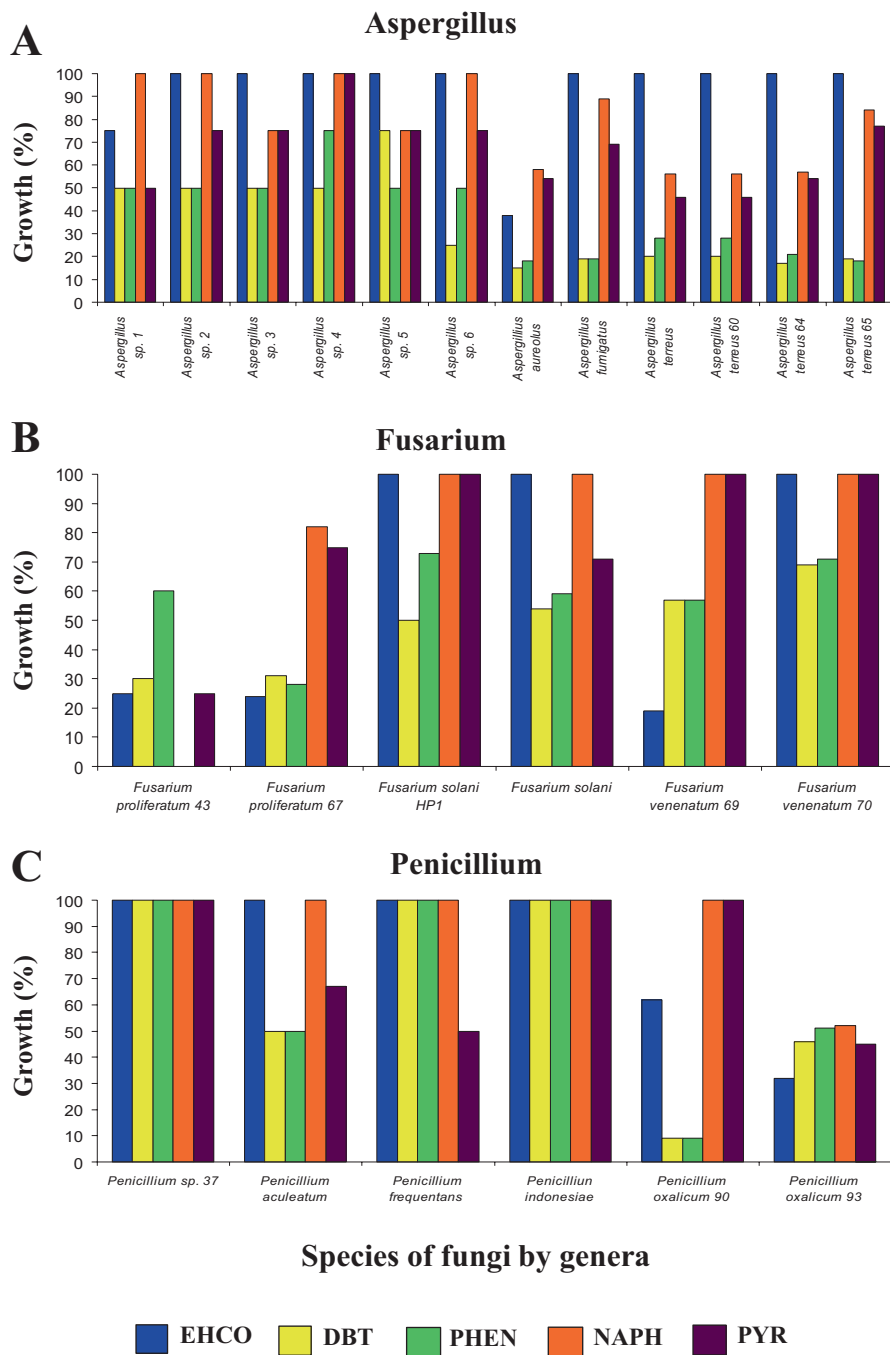 A
Aspergillus
Growth (%)
100
90
80
70
60
50
40
30
20
10
0
Aspergillus
sp. 1
Aspergillus
sp. 2
Aspergillus
sp. 3
Aspergillus
sp. 4
Aspergillus
sp. 5
Aspergillus
sp. 6
Aspergillus
aureolus
Aspergillus
fumigatus
Aspergillus
terreus
Aspergillus
terreus 60
Aspergillus
terreus 64
Aspergillus
terreus 65
B
Fusarium
Growth (%)
100
90
80
70
60
50
40
30
20
10
0
Fusarium
proliferatum 43
Fusarium
proliferatum 67
Fusarium solani
HP1
Fusarium solani
Fusarium
venenatum 69
Fusarium
venenatum 70
C
Penicillium
Growth (%)
100
90
80
70
60
50
40
30
20
10
0
Penicillium sp. 37
Penicillium
aculeatum
Penicillium
frequentans
Penicilliun
indonesiae
Penicillium
oxalicum 90
Penicillium
oxalicum 93
Species of fungi by genera
EHCO DBT PHEN NAPH PYR